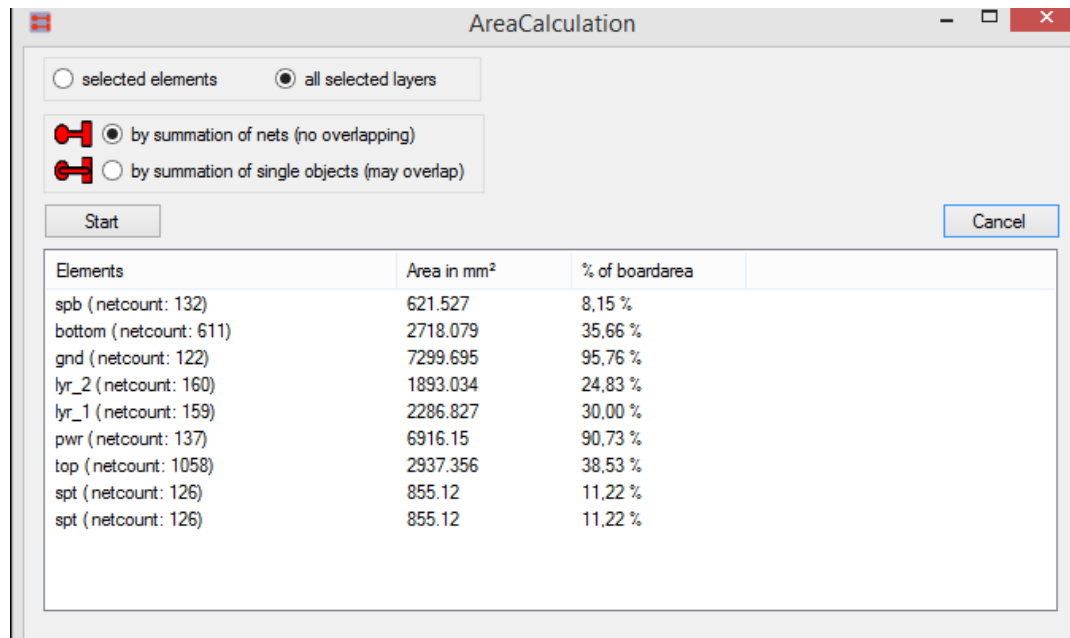 AreaCalculation
selected elements all selected layers
by summation of nets (no overlapping)
by summation of single objects (may overlap)
Start Cancel
Elements Area in mm² % of boardarea
spb ( netcount: 132) 621.527 8,15 %
bottom ( netcount: 611) 2718.079 35,66 %
gnd ( netcount: 122) 7299.695 95,76 %
lyr_2 ( netcount: 160) 1893.034 24,83 %
lyr_1 ( netcount: 159) 2286.827 30,00 %
pwr ( netcount: 137) 6916.15 90,73 %
top ( netcount: 1058) 2937.356 38,53 %
spt ( netcount: 126) 855.12 11,22 %
spt ( netcount: 126) 855.12 11,22 %